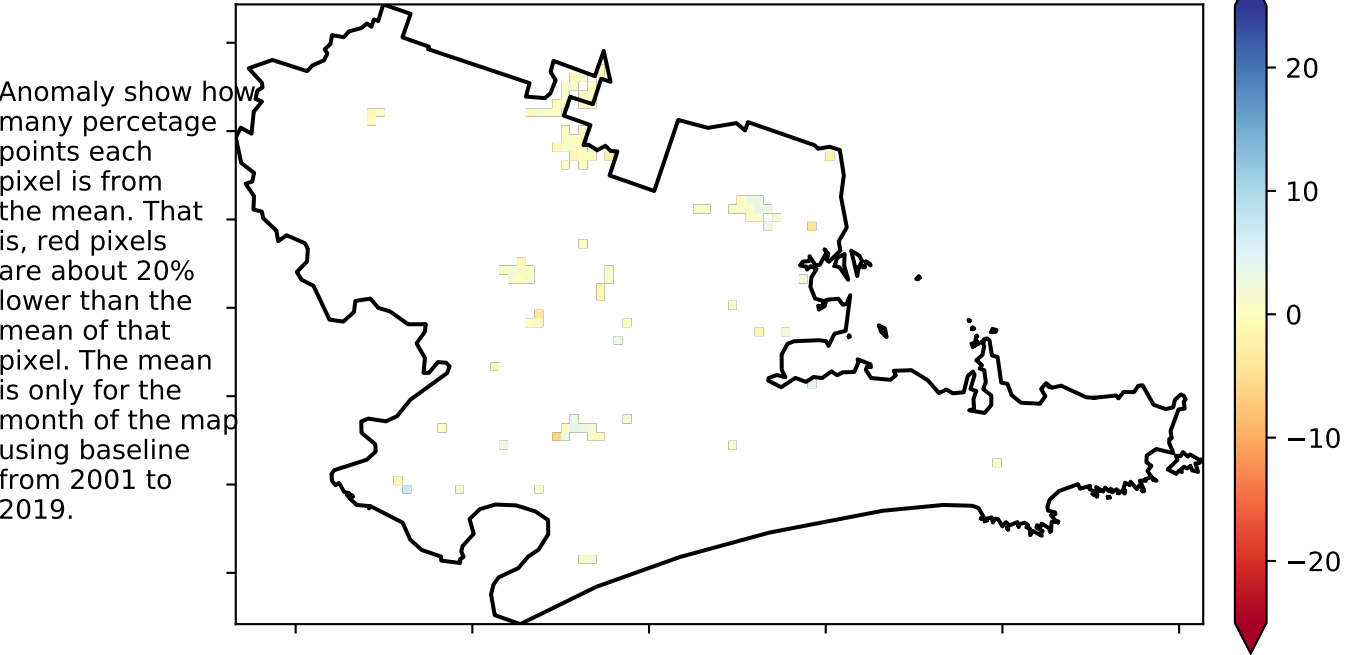 Anomaly show how
many percetage
points each
pixel is from
the mean. That
is, red pixels
are about 20%
lower than the
mean of that
pixel. The mean
is only for the
month of the map
using baseline
from 2001 to
2019.
20
10
0
−10
−20